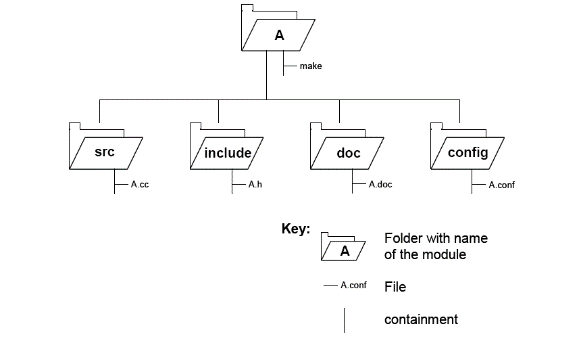 A
make
src
include
doc
config
A.cc
A.h
A.doc
A.conf
Key:
A
Folder with name
of the module
A.conf
File
containment